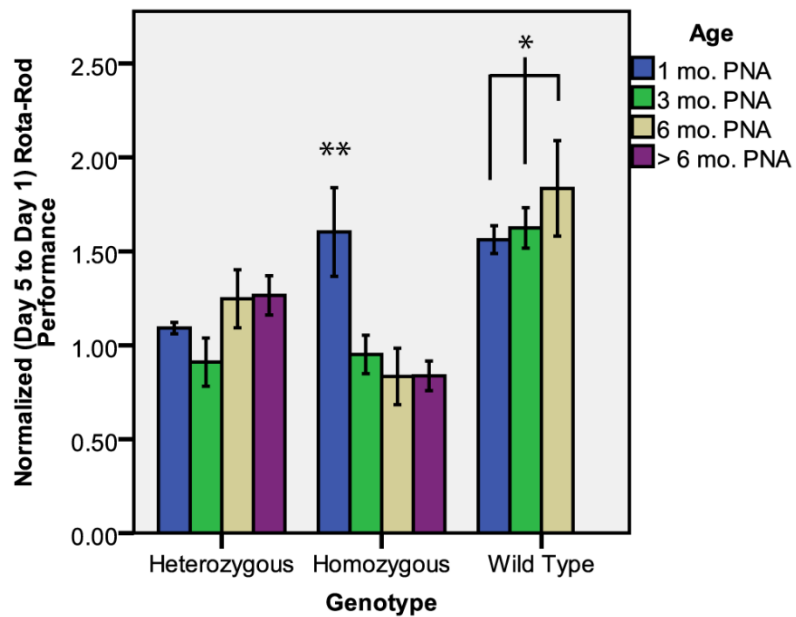 Normalized (Day 5 to Day 1) Rota-Rod
Performance
2.50
2.00
1.50
1.00
0.50
0.00
**
*
Heterozygous
Homozygous
Wild Type
Genotype
Age
1 mo. PNA
3 mo. PNA
6 mo. PNA
> 6 mo. PNA